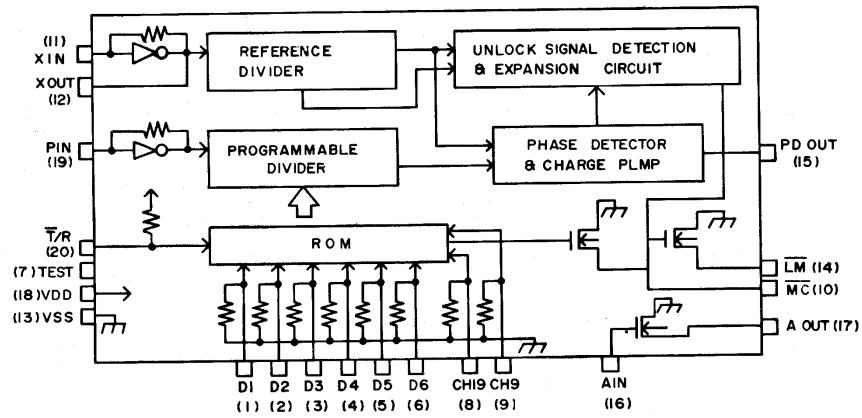 (11)
XIN
XOUT
(12)
PIN
(19)
T̅/R
(20)
(7)TEST
(18)VDD
(13)VSS
REFERENCE
DIVIDER
UNLOCK SIGNAL DETECTION
& EXPANSION CIRCUIT
PROGRAMMABLE
DIVIDER
PHASE DETECTOR
& CHARGE PLMP
ROM
PD OUT
(15)
L̅M̅ (14)
M̅C̅(10)
A OUT(17)
D1 D2 D3 D4 D5 D6 CH19 CH9 AIN
(1) (2) (3) (4) (5) (6) (8) (9) (16)